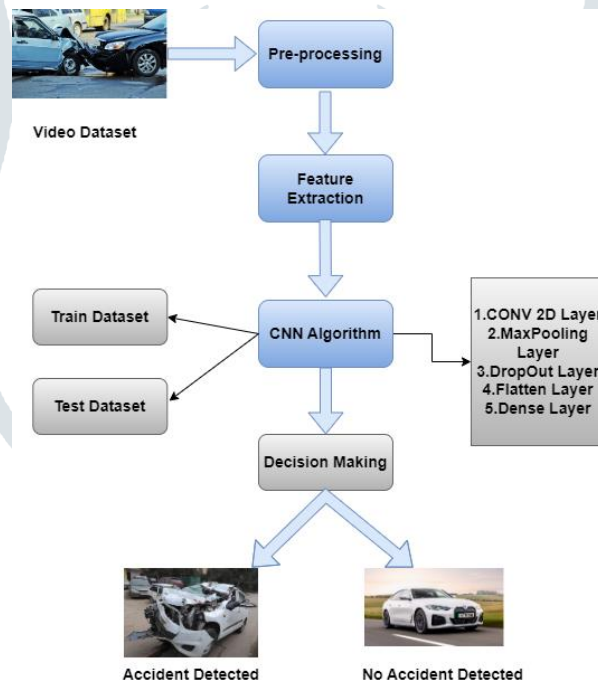 Pre-processing
Video Dataset
Feature
Extraction
Train Dataset
CNN Algorithm
1.CONV 2D Layer
2.MaxPooling
Layer
3.DropOut Layer
4.Flatten Layer
5.Dense Layer
Test Dataset
Decision Making
Accident Detected
No Accident Detected